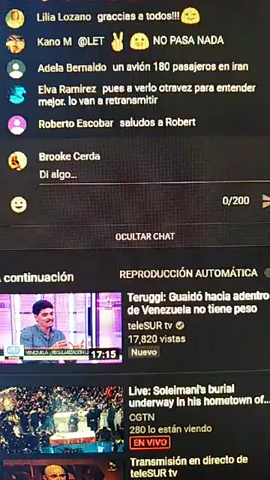 Lilia Lozano graccias a todos!!!
Kano M @LET NO PASA NADA
Adela Bernaldo un avión 180 pasajeros en iran
Elva Ramirez pues a verlo otravez para entender
mejor. lo van a retransmitir
Roberto Escobar saludos a Robert
Brooke Cerda
Di algo...
0/200
OCULTAR CHAT
continuación REPRODUCCIÓN AUTOMÁTICA
Teruggi: Guaidó hacia adentro
de Venezuela no tiene peso
teleSUR tv
17,820 vistas
Nuevo
VENEZUELA
17:15
Live: Soleimani's burial
underway in his hometown of...
CGTN
280 lo están viendo
EN VIVO
Transmisión en directo de
teleSUR tv